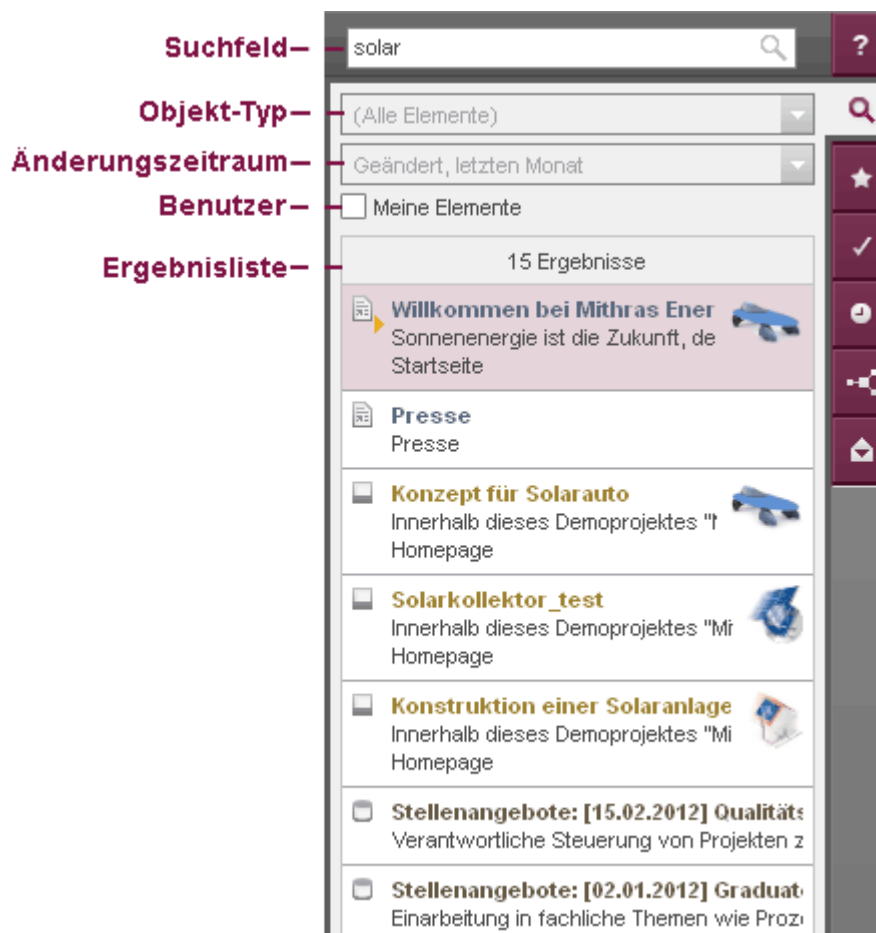 Suchfeld
solar
?
Objekt-Typ
(Alle Elemente)
Änderungszeitraum
Geändert, letzten Monat
Benutzer
Meine Elemente
Ergebnisliste
15 Ergebnisse
Willkommen bei Mithras Ener
Sonnenenergie ist die Zukunft, de
Startseite
Presse
Presse
Konzept für Solarauto
Innerhalb dieses Demoprojektes "M
Homepage
Solarkollektor_test
Innerhalb dieses Demoprojektes "Mi
Homepage
Konstruktion einer Solaranlage
Innerhalb dieses Demoprojektes "Mi
Homepage
Stellenangebote: [15.02.2012] Qualitäts
Verantwortliche Steuerung von Projekten z
Stellenangebote: [02.01.2012] Graduat
Einarbeitung in fachliche Themen wie Proz